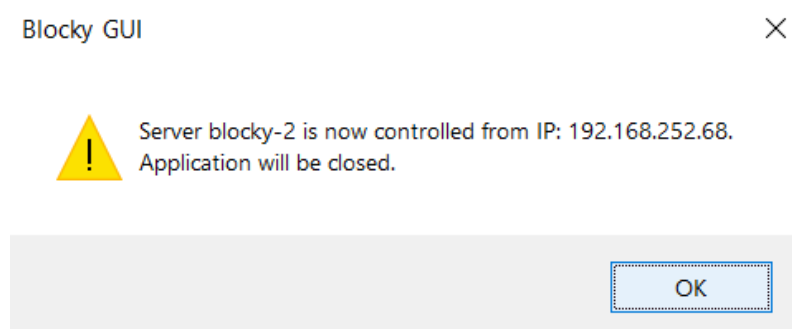 Blocky GUI
Server blocky-2 is now controlled from IP: 192.168.252.68.
Application will be closed.
OK